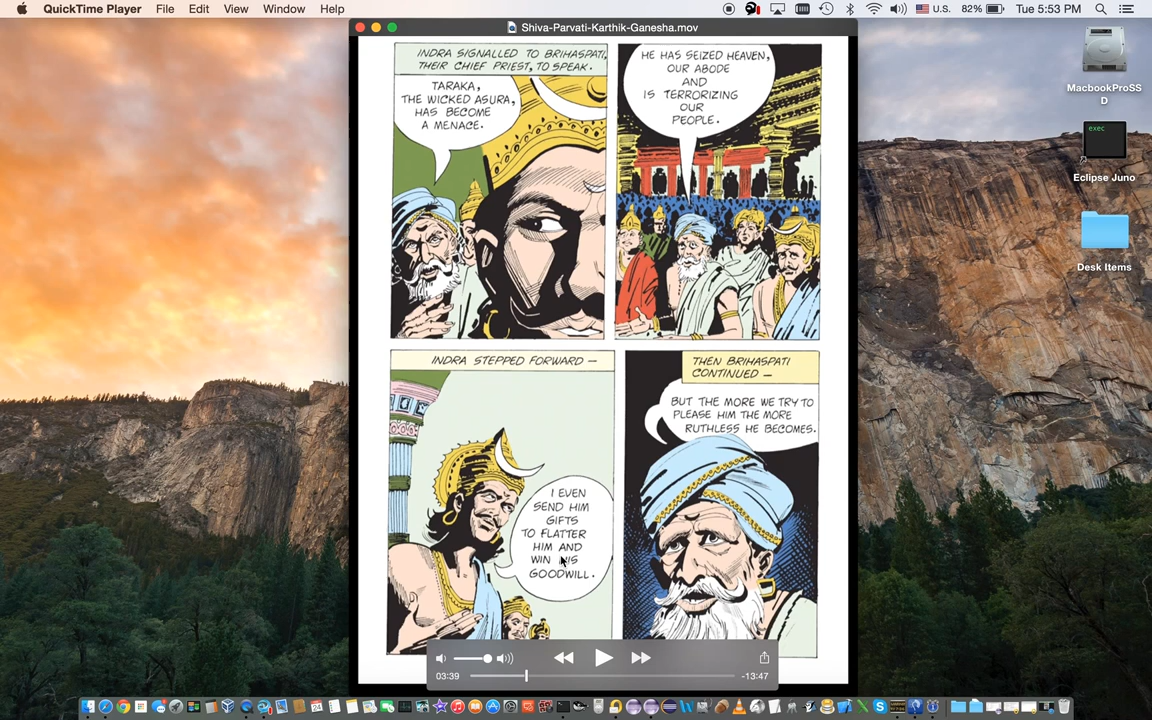 QuickTime Player File Edit View Window Help
U.S. 82% Tue 5:53 PM
Shiva-Parvati-Karthik-Ganesha.mov
MacbookProSS
D
exec
Eclipse Juno
Desk Items
INDRA SIGNALLED TO BRIHASPATI,
THEIR CHIEF PRIEST, TO SPEAK.
TARAKA,
THE WICKED ASURA,
HAS BECOME
A MENACE.
HE HAS SEIZED HEAVEN,
OUR ABODE
AND
IS TERRORIZING
OUR
PEOPLE.
INDRA STEPPED FORWARD —
I EVEN
SEND HIM
GIFTS
TO FLATTER
HIM AND
WIN HIS
GOODWILL.
THEN BRIHASPATI
CONTINUED —
BUT THE MORE WE TRY TO
PLEASE HIM THE MORE
RUTHLESS HE BECOMES.
03:39
-13:47